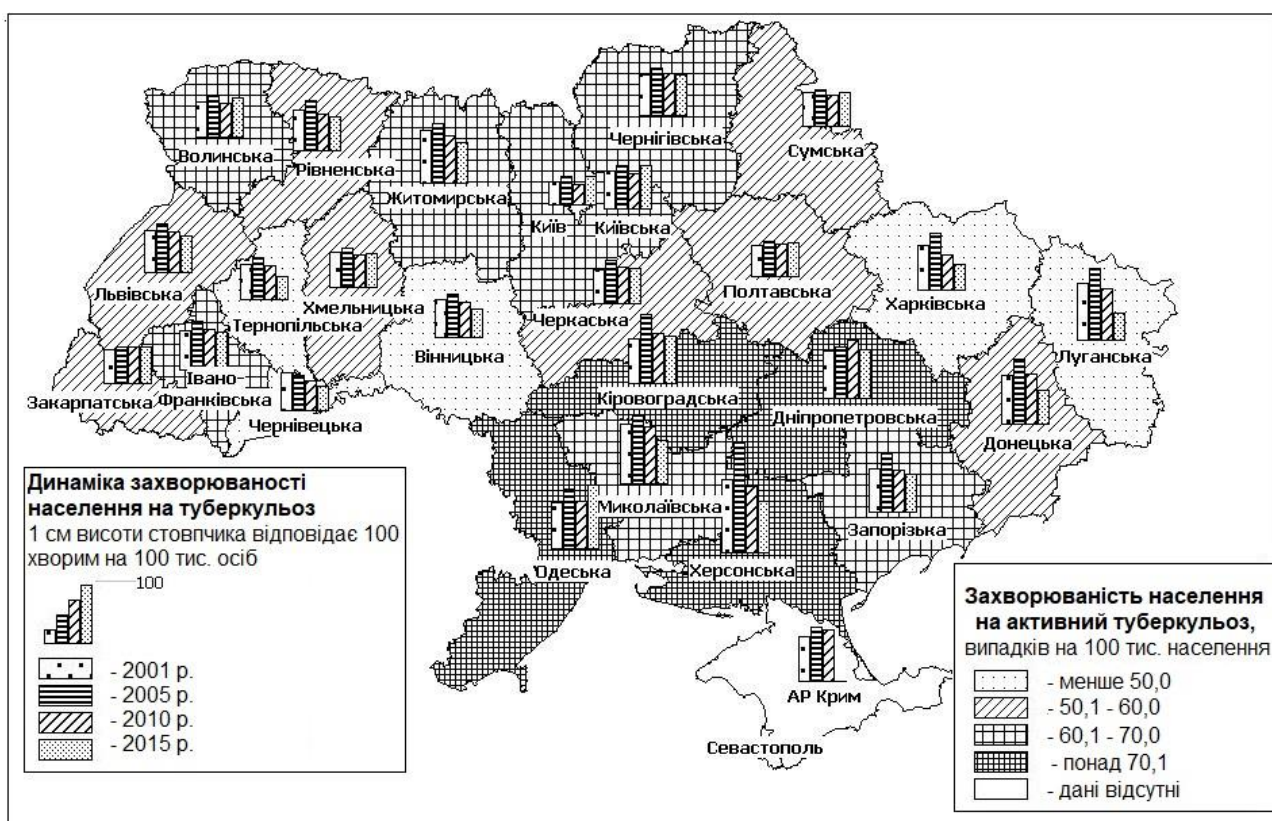 Чернігівська
Сумська
Волинська
Рівненська
Житомирська
Київ
Київська
Львівська
Тернопільська
Хмельницька
Вінницька
Черкаська
Полтавська
Харківська
Луганська
Закарпатська
Івано-
Франківська
Чернівецька
Кіровоградська
Дніпропетровська
Донецька
Миколаївська
Запорізька
Одеська
Херсонська
АР Крим
Севастополь
Динаміка захворюваності
населення на туберкульоз
1 см висоти стовпчика відповідає 100
хворим на 100 тис. осіб
100
- 2001 р.
- 2005 р.
- 2010 р.
- 2015 р.
Захворюваність населення
на активний туберкульоз,
випадків на 100 тис. населення
- менше 50,0
- 50,1 - 60,0
- 60,1 - 70,0
- понад 70,1
- дані відсутні